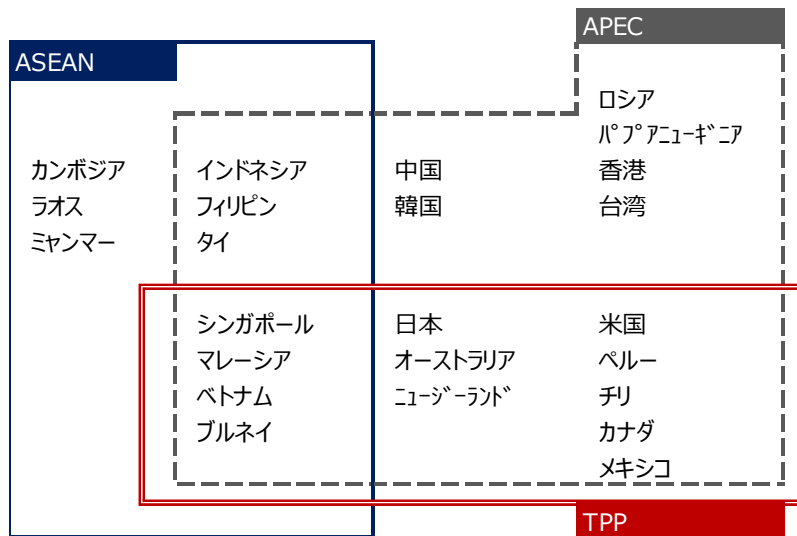 APEC
ASEAN
ロシア
ﾊﾟﾌﾟｱﾆｭｰｷﾞﾆｱ
カンボジア インドネシア 中国 香港
ラオス フィリピン 韓国 台湾
ミャンマー タイ
シンガポール 日本 米国
マレーシア オーストラリア ペルー
ベトナム ﾆｭｰｼﾞｰﾗﾝﾄﾞ チリ
ブルネイ カナダ
メキシコ
TPP